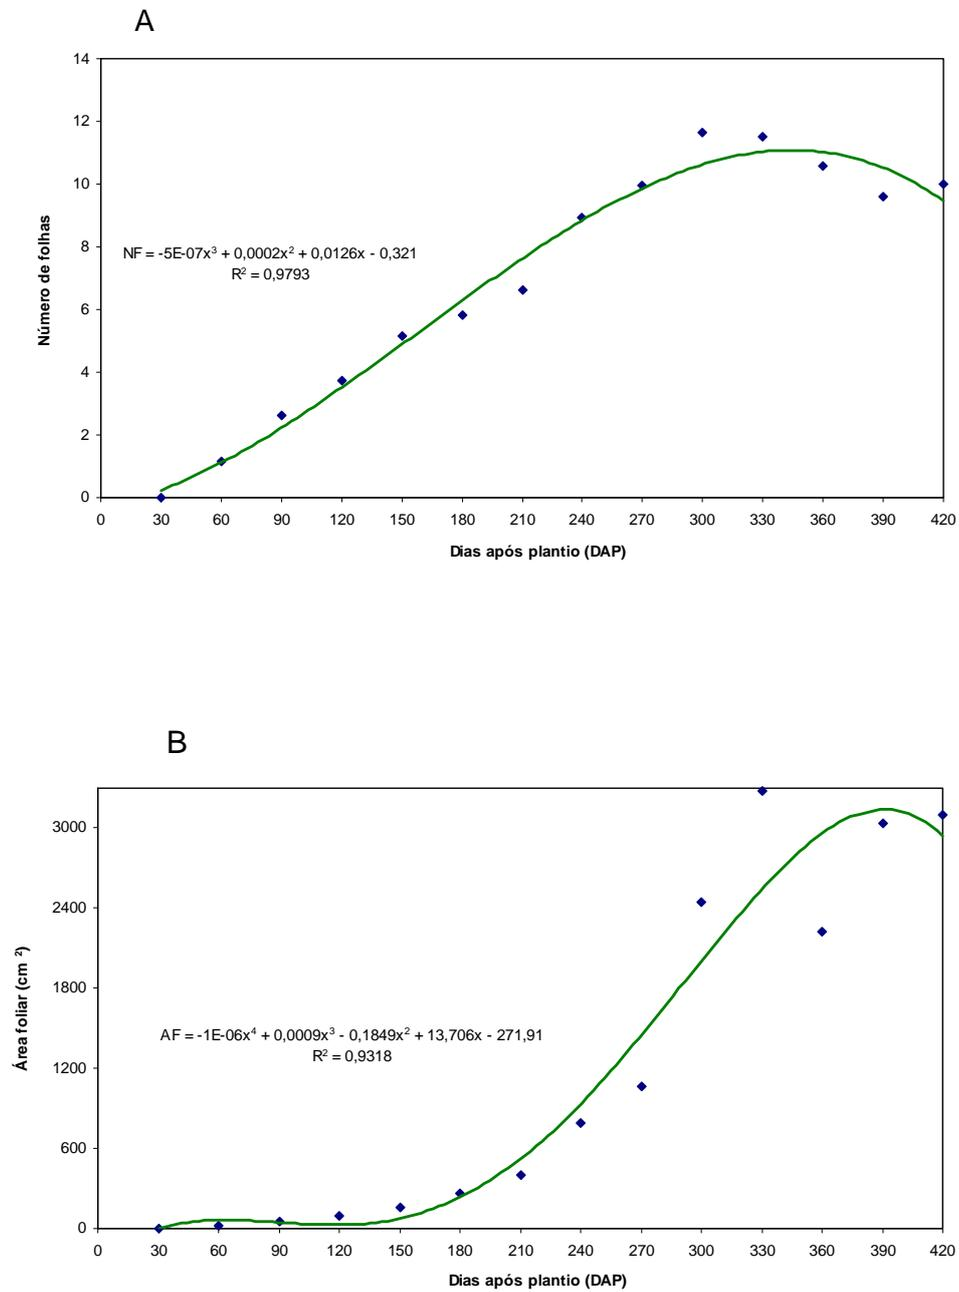 A
14
12
10
8
6
4
2
0
Número de folhas
NF = -5E-07x³ + 0,0002x² + 0,0126x - 0,321
R² = 0,9793
0 30 60 90 120 150 180 210 240 270 300 330 360 390 420
Dias após plantio (DAP)
B
3000
2400
1800
1200
600
0
Área foliar (cm ²)
AF = -1E-06x⁴ + 0,0009x³ - 0,1849x² + 13,706x - 271,91
R² = 0,9318
0 30 60 90 120 150 180 210 240 270 300 330 360 390 420
Dias após plantio (DAP)